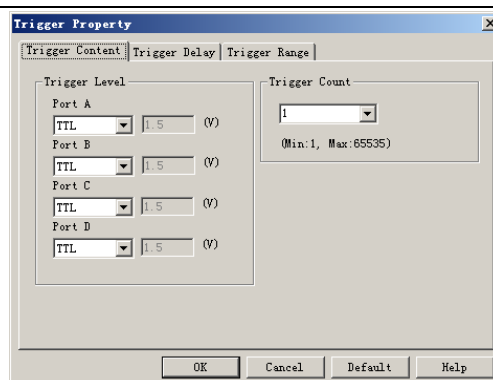 Trigger Property
Trigger Content Trigger Delay Trigger Range
Trigger Level
Port A
TTL 1.5 (V)
Port B
TTL 1.5 (V)
Port C
TTL 1.5 (V)
Port D
TTL 1.5 (V)
Trigger Count
1
(Min:1, Max:65535)
OK Cancel Default Help